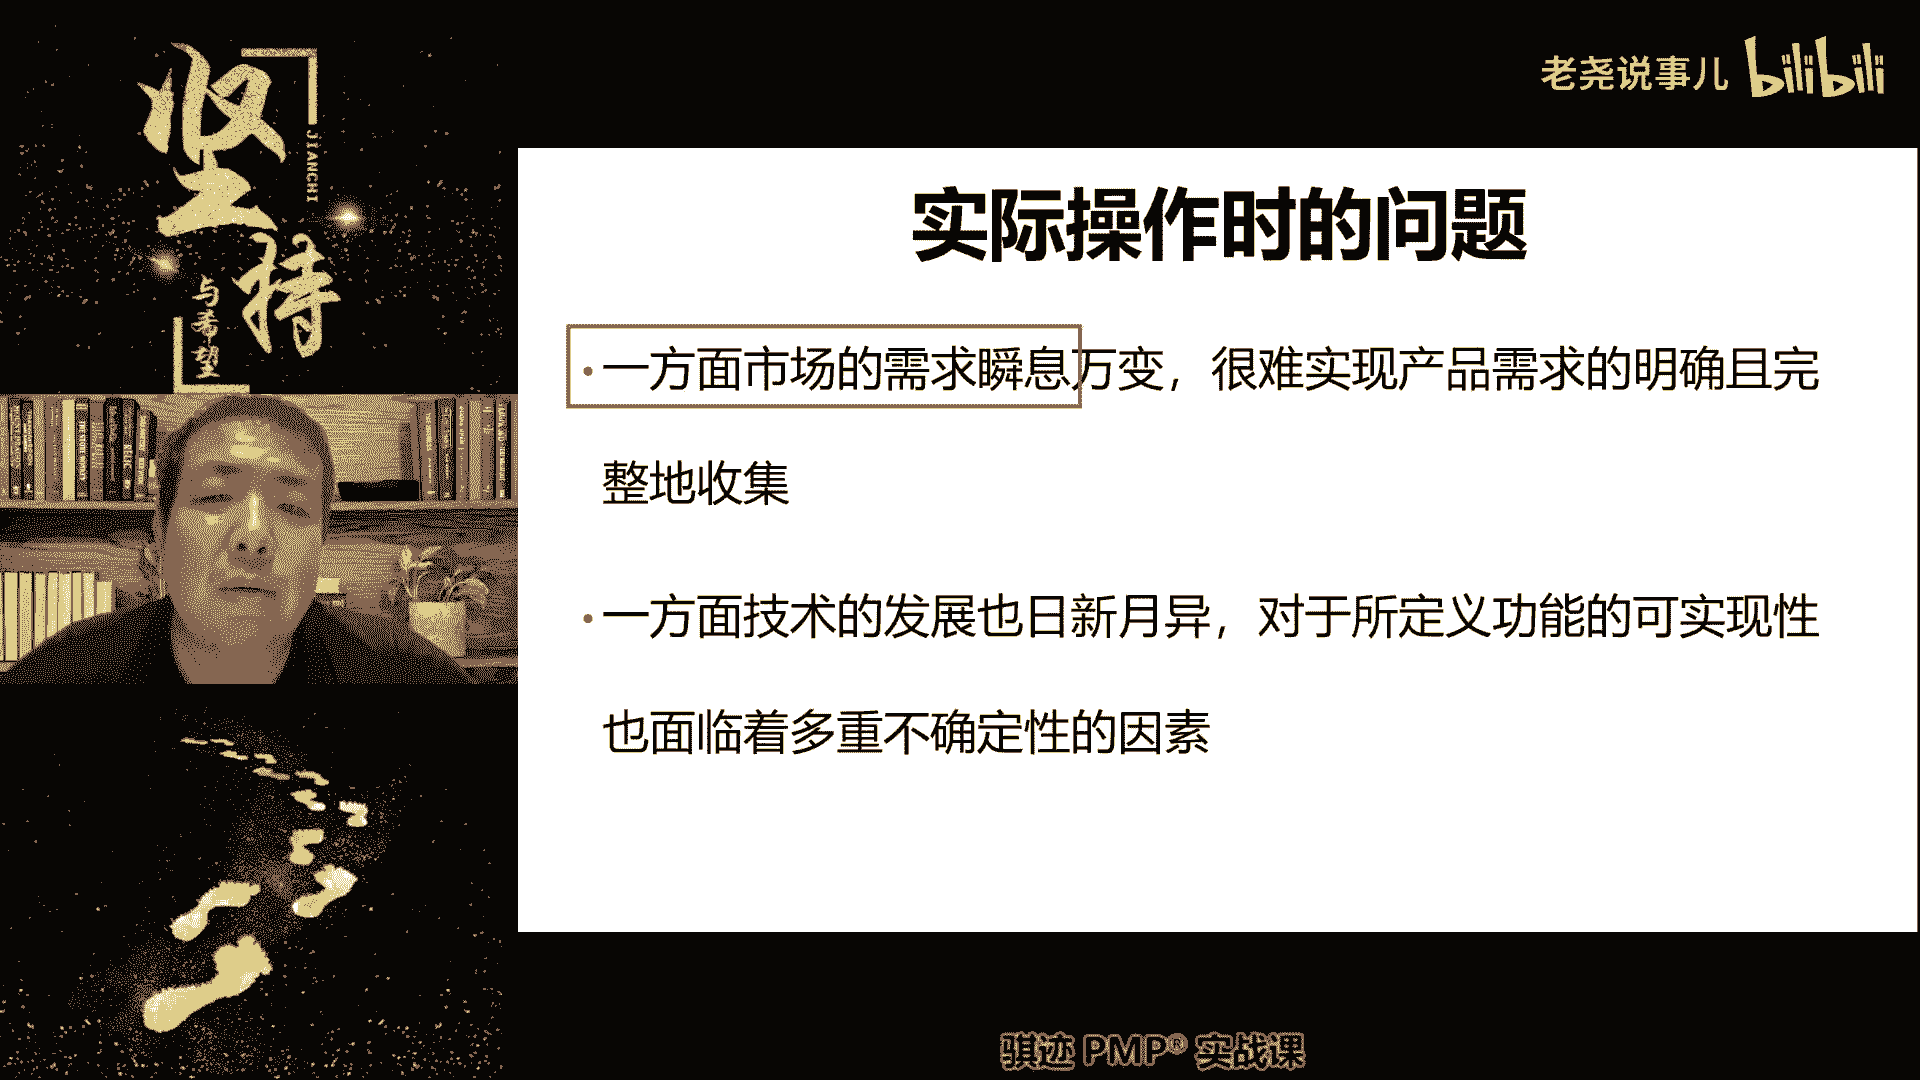 坚持
JIANCHI
与希望
老尧说事儿 bilibili
实际操作时的问题
•一方面市场的需求瞬息万变，很难实现产品需求的明确且完
整地收集
•一方面技术的发展也日新月异，对于所定义功能的可实现性
也面临着多重不确定性的因素
骐迹 PMP® 实战课